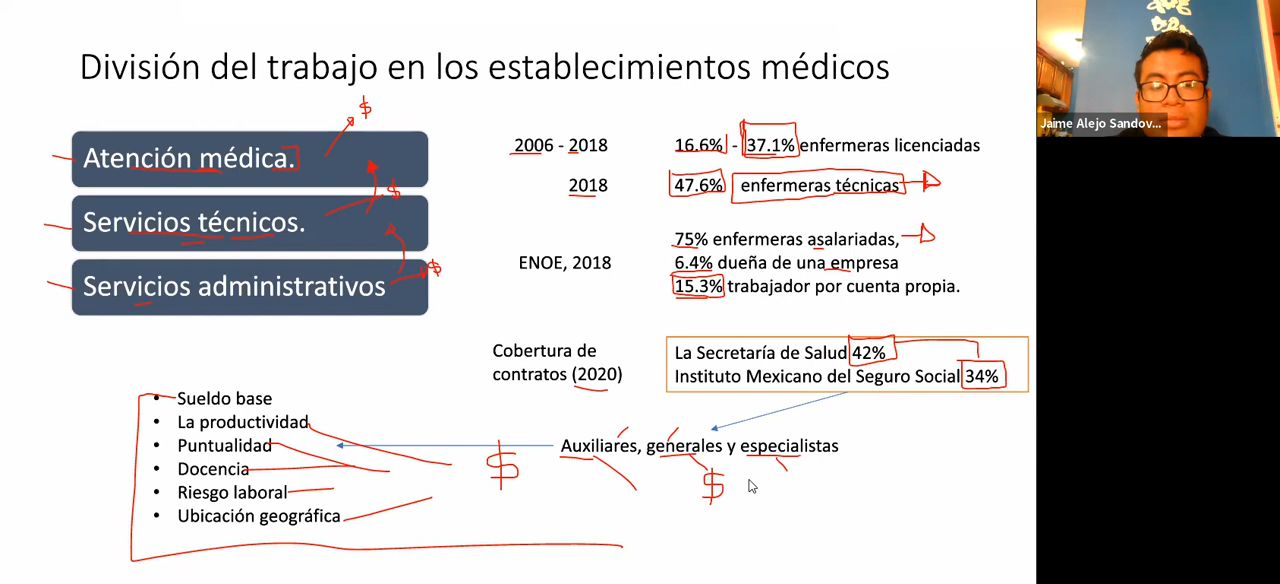 División del trabajo en los establecimientos médicos
$
Atención médica.
$
Servicios técnicos.
$
Servicios administrativos
2006 - 2018 16.6% - 37.1% enfermeras licenciadas
2018 47.6% enfermeras técnicas
75% enfermeras asalariadas,
ENOE, 2018 6.4% dueña de una empresa
15.3% trabajador por cuenta propia.
Cobertura de
contratos (2020)
La Secretaría de Salud 42%
Instituto Mexicano del Seguro Social 34%
Auxiliares, generales y especialistas
$
$
• Sueldo base
• La productividad
• Puntualidad
• Docencia
• Riesgo laboral
• Ubicación geográfica
Jaime Alejo Sandov...